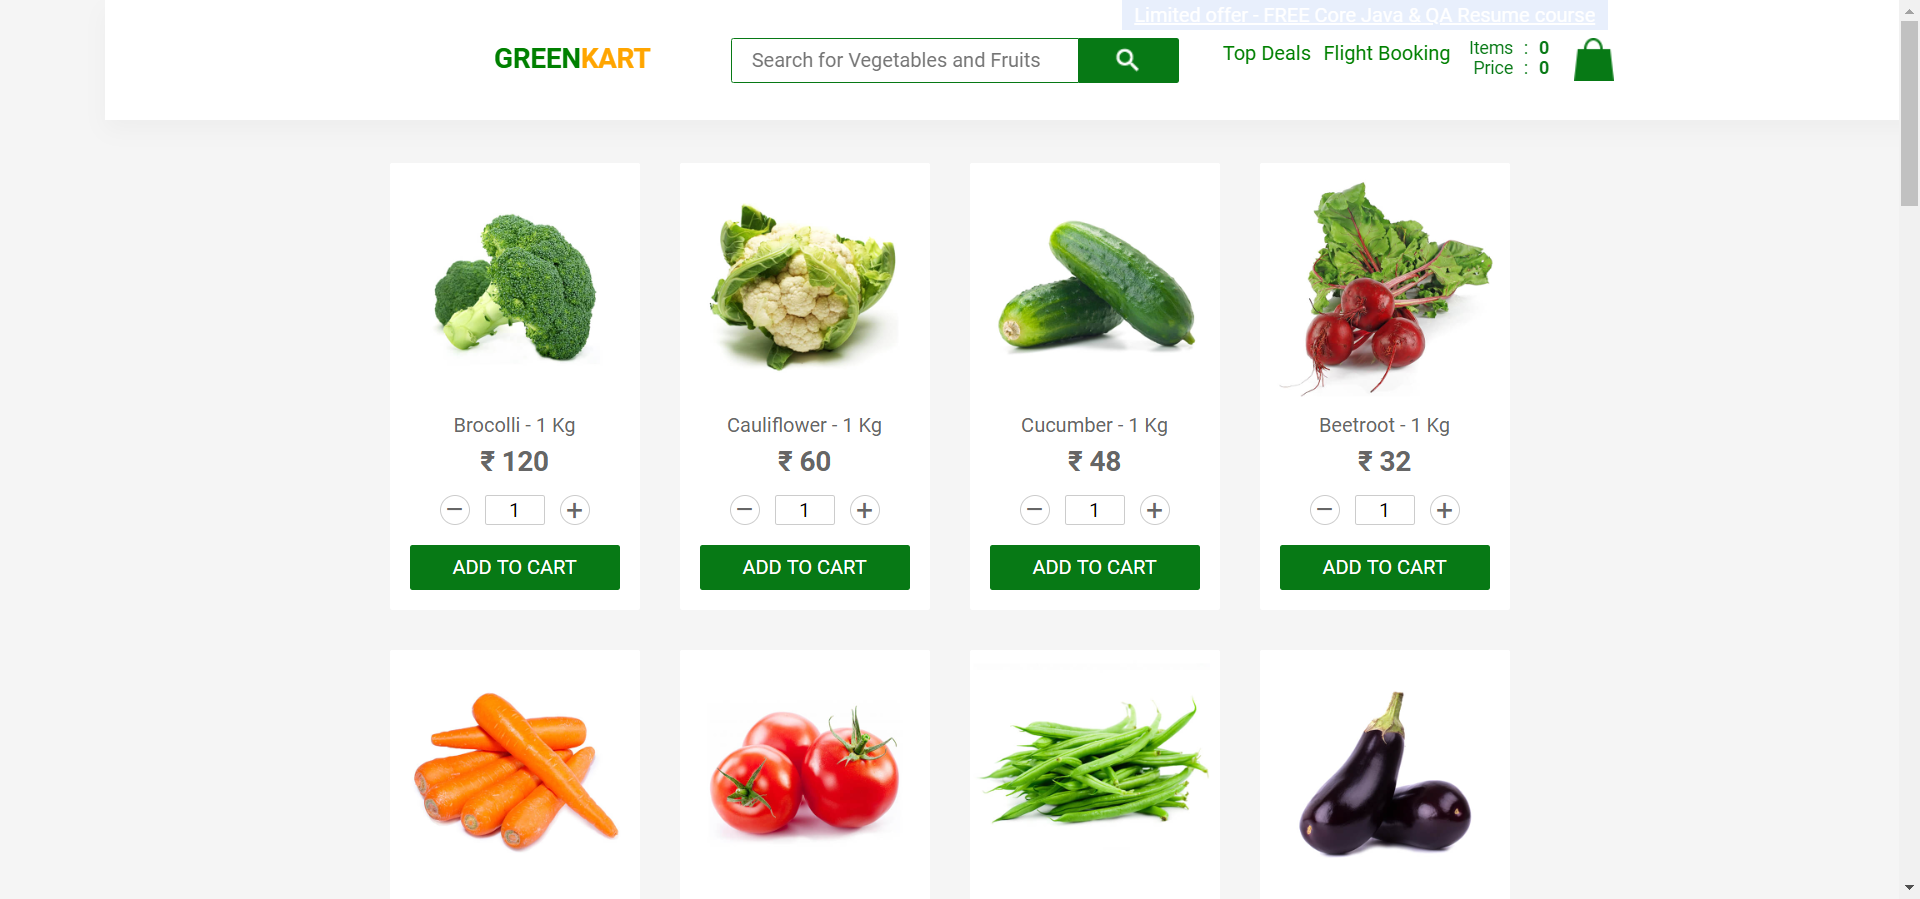 Limited offer - FREE Core Java & QA Resume course
GREENKART
Search for Vegetables and Fruits
Top Deals Flight Booking
Items : 0
Price : 0
Brocolli - 1 Kg
₹ 120
1
ADD TO CART
Cauliflower - 1 Kg
₹ 60
1
ADD TO CART
Cucumber - 1 Kg
₹ 48
1
ADD TO CART
Beetroot - 1 Kg
₹ 32
1
ADD TO CART